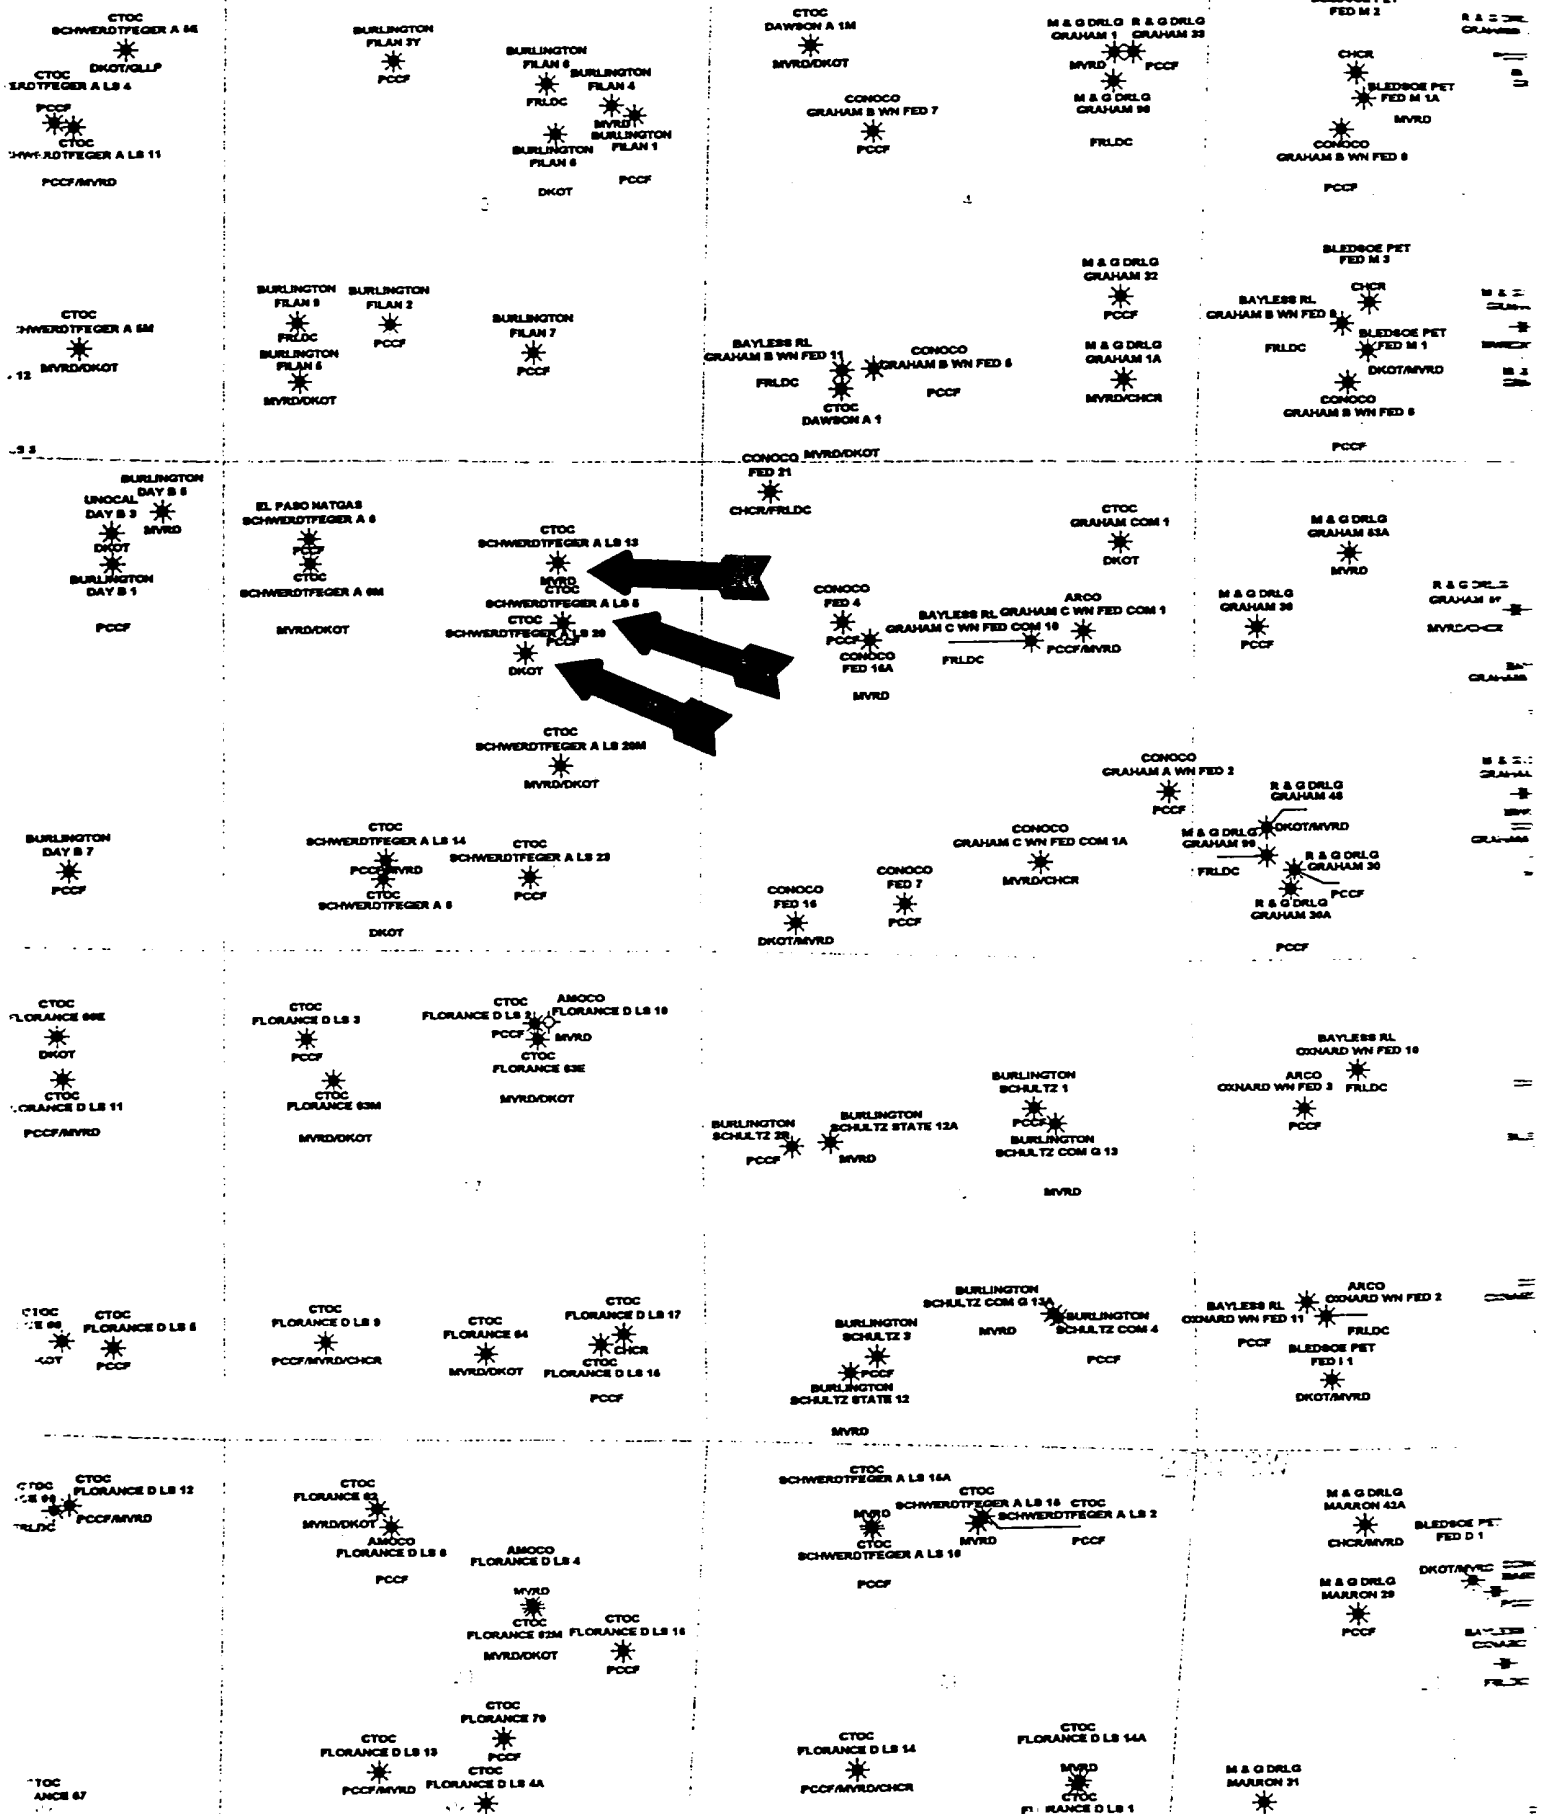 CTOC
SCHWERDTFEGER A 5E
DKOT/GLLP
CTOC
PCCF
CTOC
PCCF/MVRD
BURLINGTON
FILAN 3Y
PCCF
BURLINGTON
FILAN 6
FRLDC
BURLINGTON
FILAN 4
MVRD
BURLINGTON
FILAN 1
PCCF
BURLINGTON
FILAN 6
DKOT
CTOC
DAWSON A 1M
MVRD/DKOT
CONOCO
GRAHAM B WN FED 7
PCCF
M & G DRLG
GRAHAM 1
MVRD
R & G DRLG
GRAHAM 33
PCCF
M & G DRLG
GRAHAM 98
FRLDC
FED M 2
CHCR
BLEDSOE PET
FED M 1A
MVRD
CONOCO
GRAHAM B WN FED 8
PCCF
4
CTOC
MVRD/DKOT
BURLINGTON
FILAN 9
FRLDC
BURLINGTON
FILAN 5
MVRD/DKOT
BURLINGTON
FILAN 2
PCCF
BURLINGTON
FILAN 7
PCCF
BAYLESS RL
GRAHAM B WN FED 11
FRLDC
CONOCO
GRAHAM B WN FED 5
PCCF
CTOC
DAWSON A 1
MVRD/DKOT
M & G DRLG
GRAHAM 32
PCCF
M & G DRLG
GRAHAM 1A
MVRD/CHCR
BLEDSOE PET
FED M 3
CHCR
BAYLESS RL
GRAHAM B WN FED 9
FRLDC
BLEDSOE PET
FED M 1
DKOT/MVRD
CONOCO
GRAHAM B WN FED 6
PCCF
BURLINGTON
DAY B 5
MVRD
UNOCAL
DAY B 3
DKOT
BURLINGTON
DAY B 1
PCCF
EL PASO NATGAS
SCHWERDTFEGER A 6
PCCF
CTOC
SCHWERDTFEGER A 6M
MVRD/DKOT
CTOC
SCHWERDTFEGER A LS 13
MVRD
CTOC
SCHWERDTFEGER A LS 5
PCCF
CTOC
SCHWERDTFEGER A LS 20
DKOT
CTOC
SCHWERDTFEGER A LS 20M
MVRD/DKOT
CONOCO
FED 21
CHCR/FRLDC
CONOCO
FED 4
PCCF
CONOCO
FED 16A
MVRD
BAYLESS RL
GRAHAM C WN FED COM 10
FRLDC
ARCO
GRAHAM C WN FED COM 1
PCCF/MVRD
CTOC
GRAHAM COM 1
DKOT
M & G DRLG
GRAHAM 53A
MVRD
M & G DRLG
GRAHAM 36
PCCF
R & G DRLG
MVRD/CHCR
BURLINGTON
DAY B 7
PCCF
CTOC
SCHWERDTFEGER A LS 14
PCCF/MVRD
CTOC
SCHWERDTFEGER A 5
DKOT
CTOC
SCHWERDTFEGER A LS 23
PCCF
CONOCO
FED 16
DKOT/MVRD
CONOCO
FED 7
PCCF
CONOCO
GRAHAM C WN FED COM 1A
MVRD/CHCR
CONOCO
GRAHAM A WN FED 2
PCCF
R & G DRLG
GRAHAM 48
DKOT/MVRD
M & G DRLG
GRAHAM 99
FRLDC
R & G DRLG
GRAHAM 30
PCCF
R & G DRLG
GRAHAM 30A
PCCF
CTOC
DKOT
CTOC
FLORANCE D LS 11
PCCF/MVRD
CTOC
FLORANCE D LS 3
PCCF
CTOC
FLORANCE 63M
MVRD/DKOT
CTOC
FLORANCE D LS 2
PCCF
AMOCO
FLORANCE D LS 10
MVRD
CTOC
FLORANCE 63E
MVRD/DKOT
BURLINGTON
SCHULTZ 2R
PCCF
BURLINGTON
SCHULTZ STATE 12A
MVRD
BURLINGTON
SCHULTZ 1
PCCF
BURLINGTON
SCHULTZ COM G 13
MVRD
BAYLESS RL
OXNARD WN FED 10
FRLDC
ARCO
OXNARD WN FED 3
PCCF
CTOC
FLORANCE D LS 5
PCCF
CTOC
FLORANCE D LS 9
PCCF/MVRD/CHCR
CTOC
FLORANCE 64
MVRD/DKOT
CTOC
FLORANCE D LS 17
CHCR
CTOC
FLORANCE D LS 15
PCCF
BURLINGTON
SCHULTZ 3
PCCF
BURLINGTON
SCHULTZ STATE 12
MVRD
BURLINGTON
SCHULTZ COM G 13A
MVRD
BURLINGTON
SCHULTZ COM 4
PCCF
BAYLESS RL
OXNARD WN FED 11
PCCF
ARCO
OXNARD WN FED 2
FRLDC
BLEDSOE PET
FED I 1
DKOT/MVRD
CTOC
FLORANCE D LS 12
PCCF/MVRD
CTOC
FLORANCE 62
MVRD/DKOT
AMOCO
FLORANCE D LS 6
PCCF
AMOCO
FLORANCE D LS 4
MVRD
CTOC
FLORANCE 62M
MVRD/DKOT
CTOC
FLORANCE D LS 16
PCCF
CTOC
SCHWERDTFEGER A LS 15A
MVRD
CTOC
SCHWERDTFEGER A LS 10
PCCF
CTOC
SCHWERDTFEGER A LS 15
MVRD
CTOC
SCHWERDTFEGER A LS 2
PCCF
M & G DRLG
MARRON 42A
CHCR/MVRD
BLEDSOE PET
FED D 1
DKOT/MVRD
M & G DRLG
MARRON 29
PCCF
CTOC
FLORANCE D LS 13
PCCF/MVRD
CTOC
FLORANCE 79
PCCF
CTOC
FLORANCE D LS 4A
CTOC
FLORANCE D LS 14
PCCF/MVRD/CHCR
CTOC
FLORANCE D LS 14A
MVRD
CTOC
FLORANCE D LS 1
M & G DRLG
MARRON 31